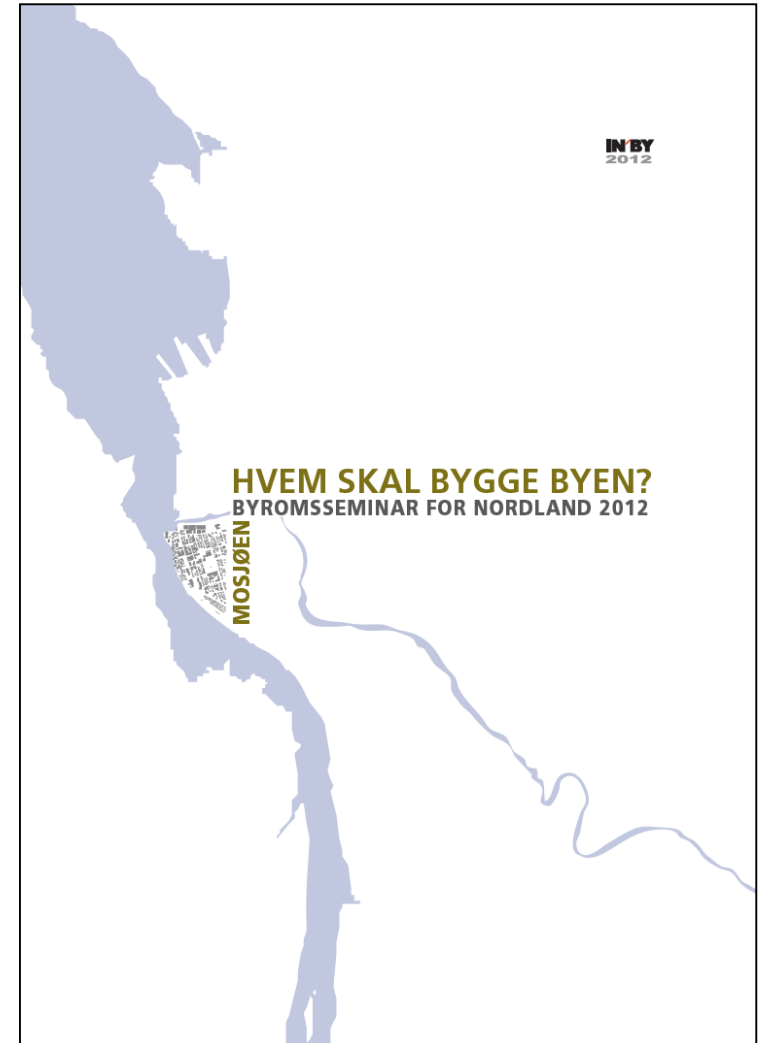 IN'BY
2012
HVEM SKAL BYGGE BYEN?
BYROMSSEMINAR FOR NORDLAND 2012
MOSJØEN